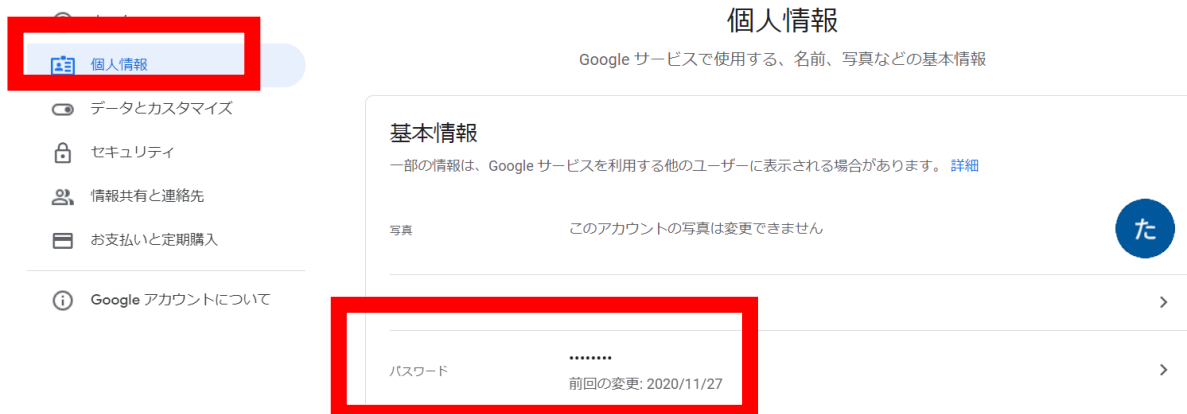 個人情報
データとカスタマイズ
セキュリティ
情報共有と連絡先
お支払いと定期購入
Google アカウントについて
個人情報
Google サービスで使用する、名前、写真などの基本情報
基本情報
一部の情報は、Google サービスを利用する他のユーザーに表示される場合があります。 詳細
写真 このアカウントの写真は変更できません た
パスワード ••••••••
前回の変更: 2020/11/27